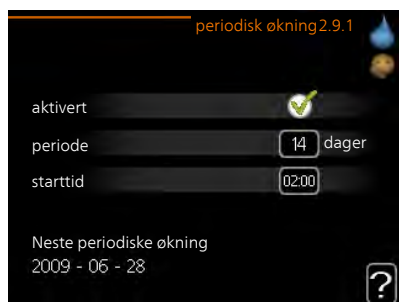 periodisk økning 2.9.1
aktivert
periode 14 dager
starttid 02:00
Neste periodiske økning
2009 - 06 - 28
?